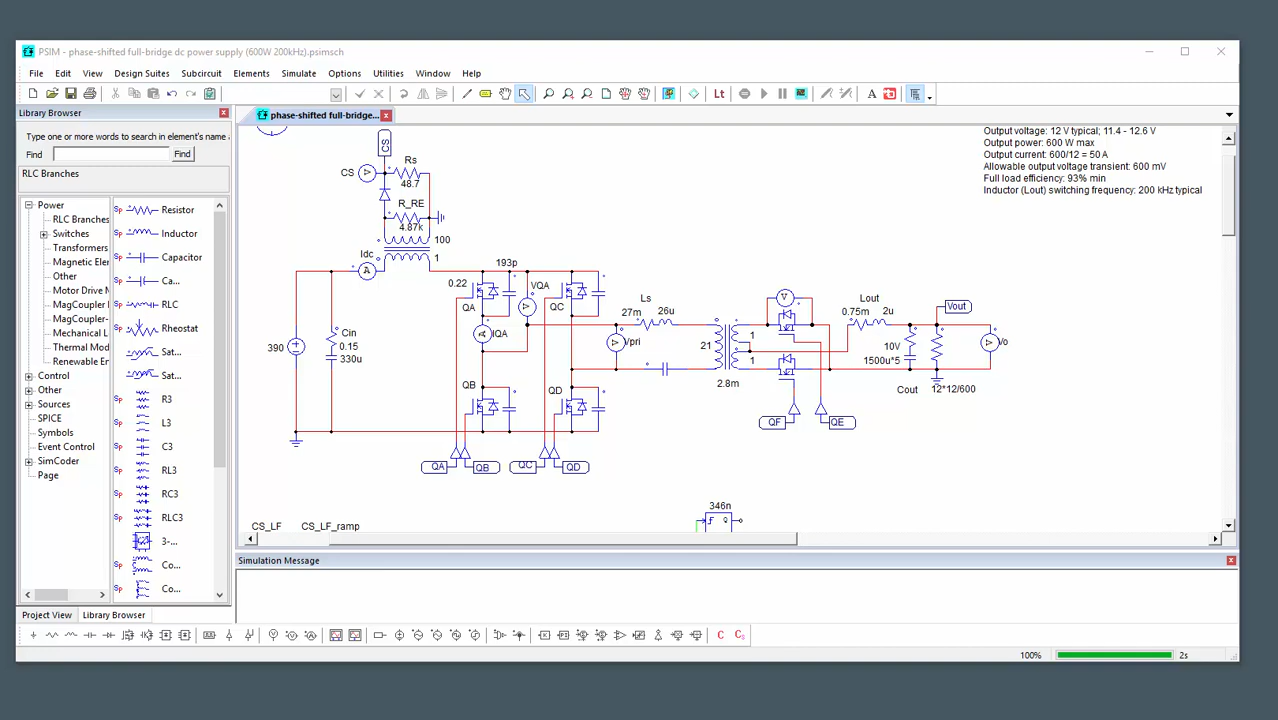 PSIM - phase-shifted full-bridge dc power supply (600W 200kHz).psimsch
File Edit View Design Suites Subcircuit Elements Simulate Options Utilities Window Help
Lt A
Library Browser
phase-shifted full-bridge...
Type one or more words to search in element's name a
Find Find
RLC Branches
Power
RLC Branches
Switches
Transformers
Magnetic Elen
Other
Motor Drive M
MagCoupler E
MagCoupler-
Mechanical L
Thermal Mod
Renewable En
Control
Other
Sources
SPICE
Symbols
Event Control
SimCoder
Page
Resistor
Inductor
Capacitor
Ca...
RLC
Rheostat
Sat...
Sat...
R3
L3
C3
RL3
RC3
RLC3
3-...
Co...
Co...
Output voltage: 12 V typical; 11.4 - 12.6 V
Output power: 600 W max
Output current: 600/12 = 50 A
Allowable output voltage transient: 600 mV
Full load efficiency: 93% min
Inductor (Lout) switching frequency: 200 kHz typical
CS
CS
Rs
48.7
R_RE
4.87k
100
1
Idc
A
193p
0.22
QA
VQA
QC
IQA
390
Cin
0.15
330u
QB
QD
QA QB QC QD
Ls
27m 26u
Vpri
21
1
1
2.8m
V
QF QE
Lout
0.75m 2u
Vout
10V
1500u*5
Cout
12*12/600
Vo
346n
Q
CS_LF CS_LF_ramp
Simulation Message
Project View Library Browser
C Cs
100% 2s